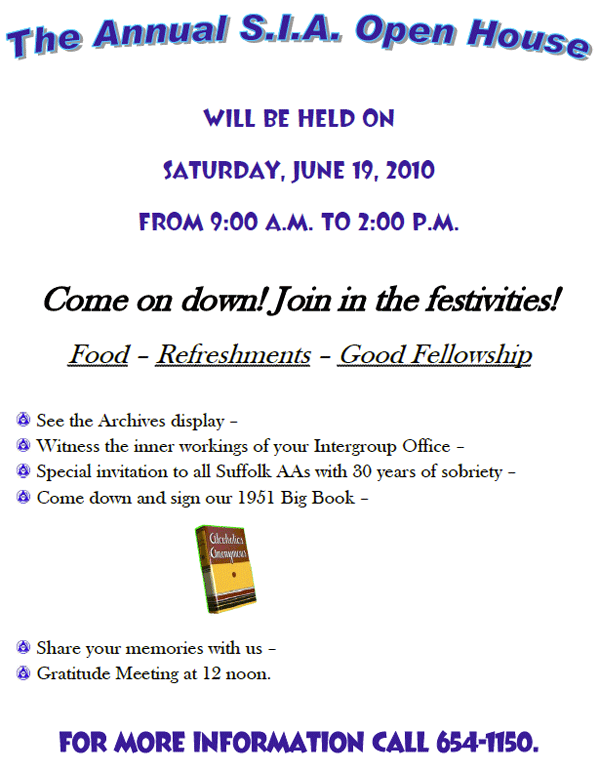 The Annual S.I.A. Open House
WILL BE HELD ON
SATURDAY, JUNE 19, 2010
FROM 9:00 A.M. TO 2:00 P.M.
Come on down! Join in the festivities!
Food – Refreshments – Good Fellowship
See the Archives display –
Witness the inner workings of your Intergroup Office –
Special invitation to all Suffolk AAs with 30 years of sobriety –
Come down and sign our 1951 Big Book –
Alcoholics
Anonymous
Share your memories with us –
Gratitude Meeting at 12 noon.
FOR MORE INFORMATION CALL 654-1150.